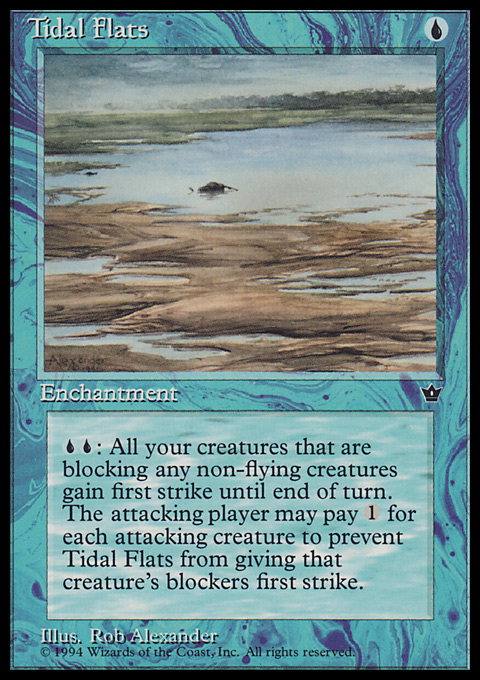 Tidal Flats
Alexander
Enchantment
: All your creatures that are
blocking any non-flying creatures
gain first strike until end of turn.
The attacking player may pay 1 for
each attacking creature to prevent
Tidal Flats from giving that
creature's blockers first strike.
Illus. Rob Alexander
© 1994 Wizards of the Coast, Inc. All rights reserved.